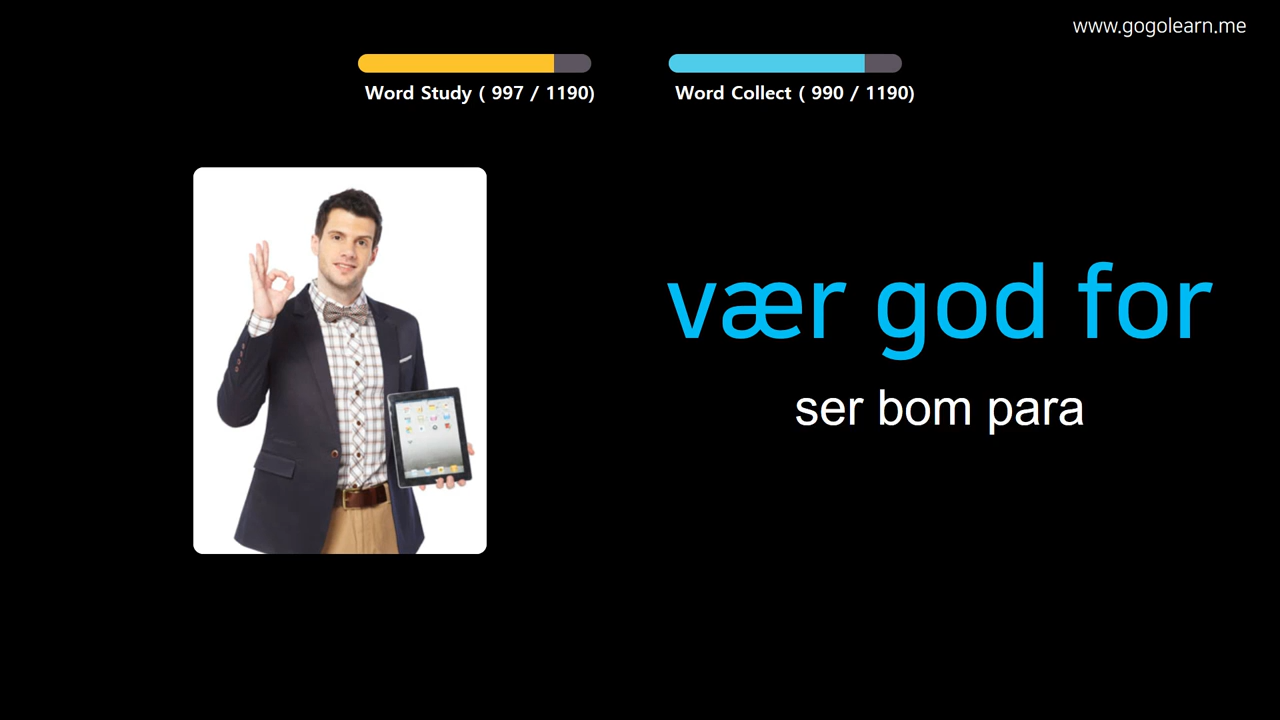 www.gogolearn.me
Word Study ( 997 / 1190)
Word Collect ( 990 / 1190)
vær god for
ser bom para